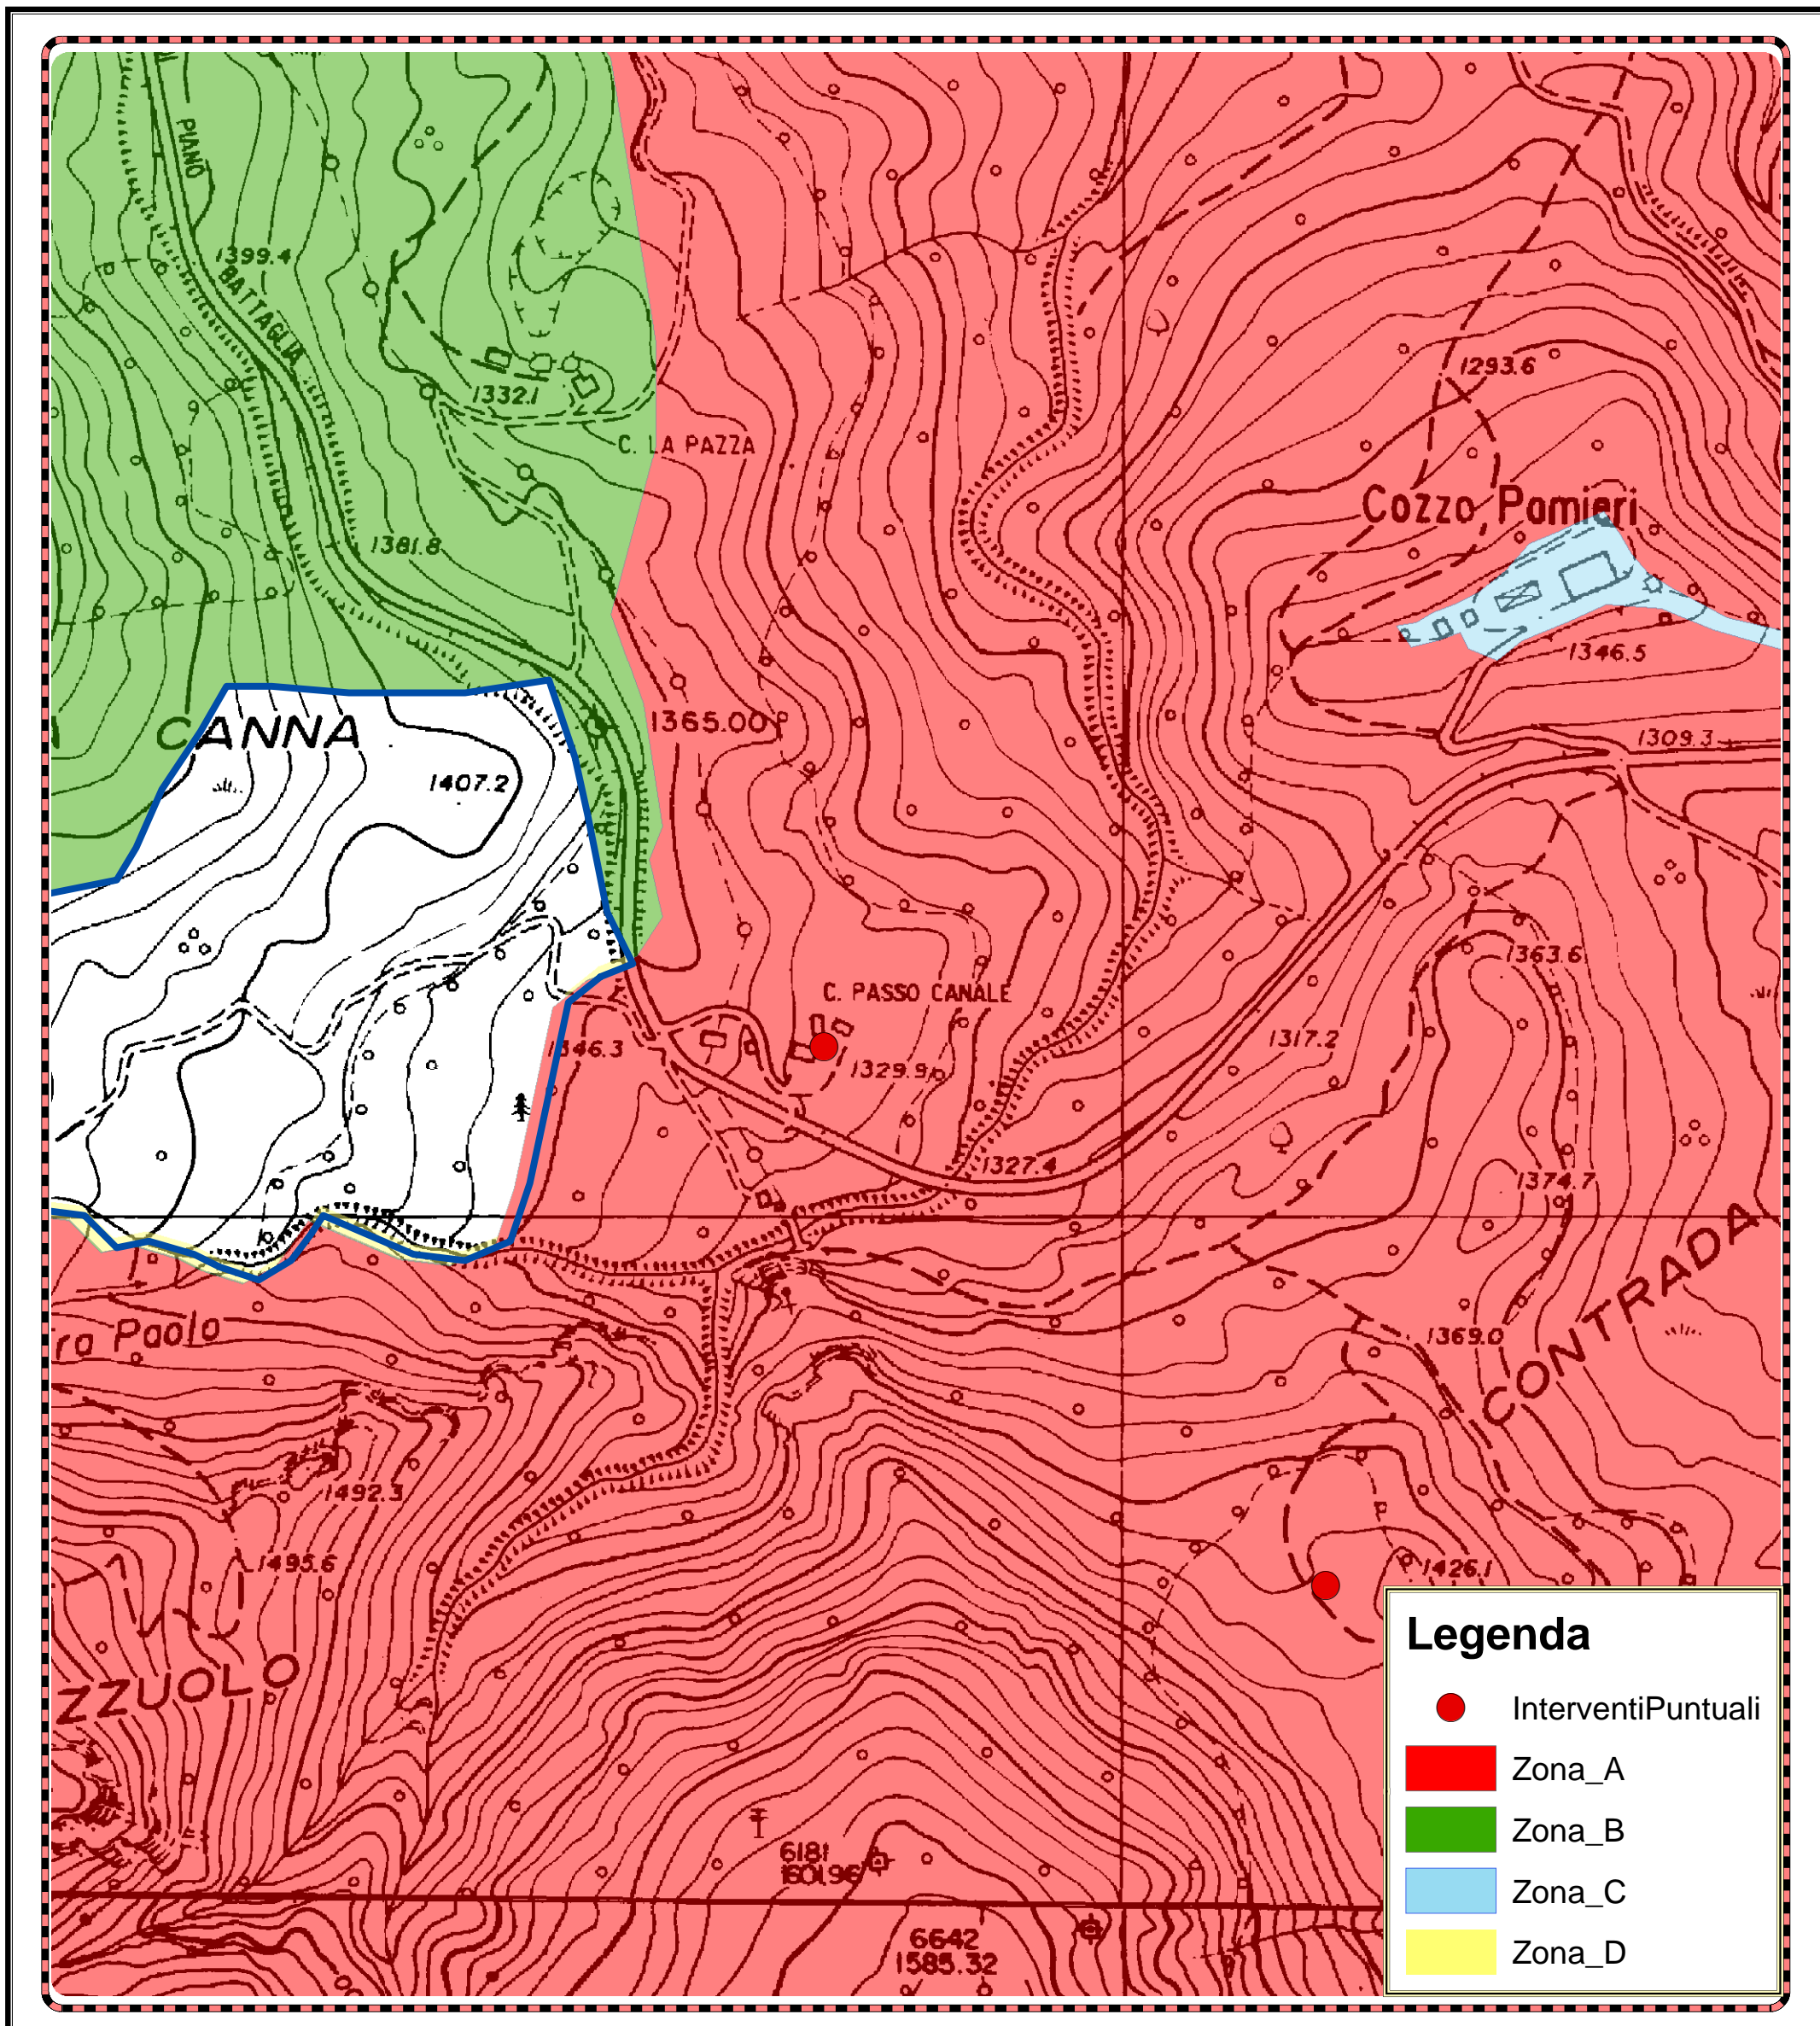 PIANO
1399.4
BATTAGLIA
1332.1
1293.6
C. LA PAZZA
Cozzo Pomieri
1381.8
1346.5
1365.00
1309.3
CANNA
1407.2
1363.6
C. PASSO CANALE
1346.3
1329.9
1317.2
1327.4
1374.7
CONTRADA
ro Paolo
1369.0
1492.3
1495.6
1426.1
ZZUOLO
6181
1601.96
6642
1585.32
Legenda
InterventiPuntuali
Zona_A
Zona_B
Zona_C
Zona_D